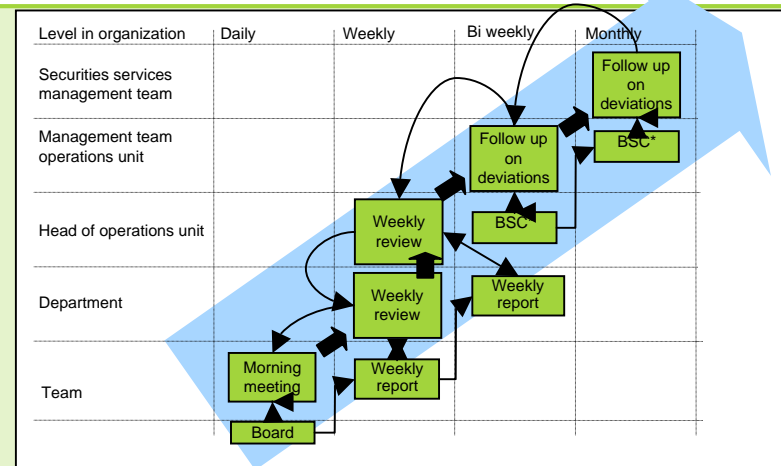 Level in organization
Daily
Weekly
Bi weekly
Monthly
Securities services
management team
Follow up
on
deviations
Management team
operations unit
Follow up
on
deviations
BSC*
Head of operations unit
Weekly
review
BSC
Department
Weekly
review
Weekly
report
Team
Morning
meeting
Weekly
report
Board